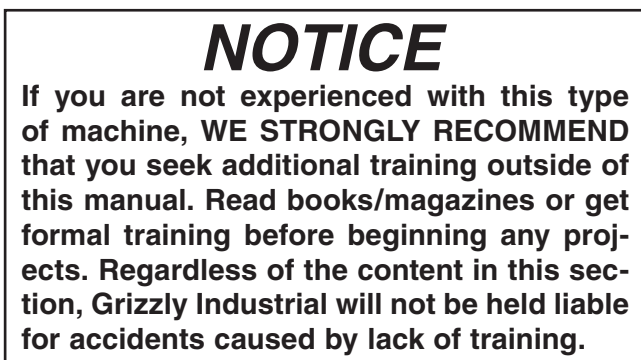 NOTICE
If you are not experienced with this type
of machine, WE STRONGLY RECOMMEND
that you seek additional training outside of
this manual. Read books/magazines or get
formal training before beginning any proj-
ects. Regardless of the content in this sec-
tion, Grizzly Industrial will not be held liable
for accidents caused by lack of training.